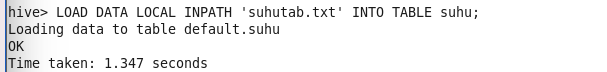 hive> LOAD DATA LOCAL INPATH 'suhutab.txt' INTO TABLE suhu;
Loading data to table default.suhu
OK
Time taken: 1.347 seconds